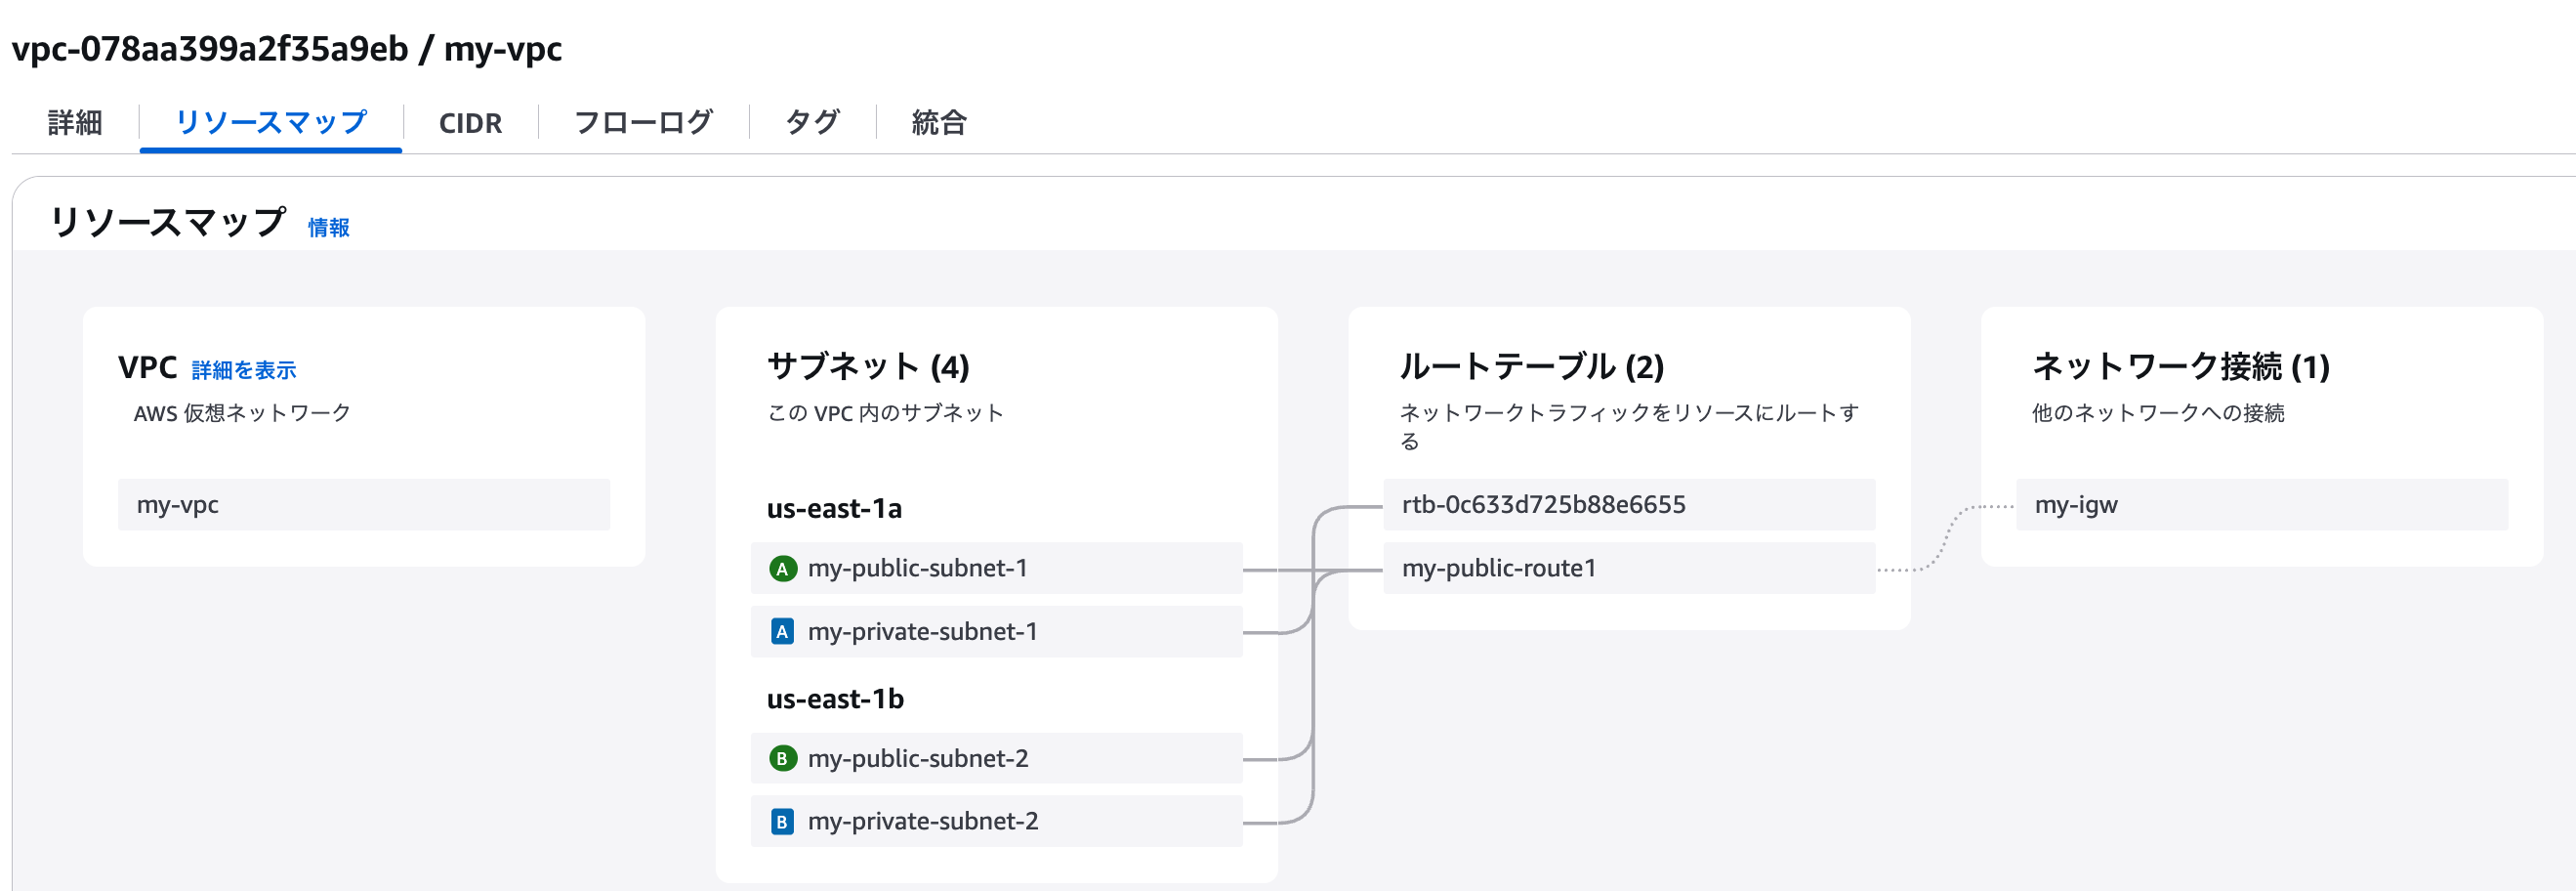 vpc-078aa399a2f35a9eb / my-vpc
詳細
リソースマップ
CIDR
フローログ
タグ
統合
リソースマップ 情報
VPC 詳細を表示
AWS 仮想ネットワーク
my-vpc
サブネット (4)
この VPC 内のサブネット
us-east-1a
A my-public-subnet-1
A my-private-subnet-1
us-east-1b
B my-public-subnet-2
B my-private-subnet-2
ルートテーブル (2)
ネットワークトラフィックをリソースにルートす
る
rtb-0c633d725b88e6655
my-public-route1
ネットワーク接続 (1)
他のネットワークへの接続
my-igw